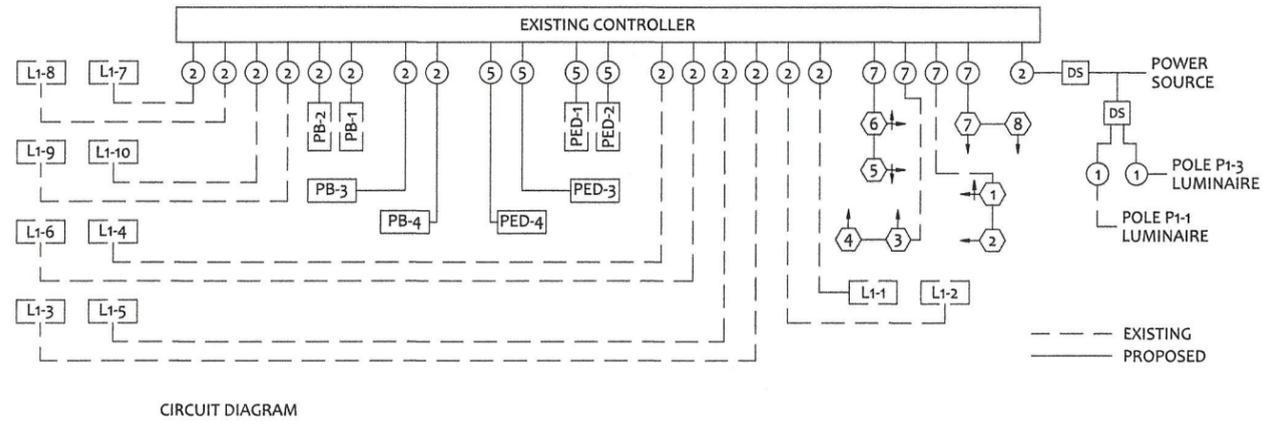 EXISTING CONTROLLER
L1-8 L1-7 2 2 2 2 2 2 2 2 5 5 5 5 2 2 2 2 2 2 7 7 7 7 2 DS POWER SOURCE
DS
PB-2 PB-1 PED-1 PED-2
6 7 8
L1-9 L1-10
5 1 1 POLE P1-3 LUMINAIRE
PB-3 PED-3 1
PB-4 PED-4
POLE P1-1 LUMINAIRE
L1-6 L1-4
4 3 2
L1-1 L1-2
L1-3 L1-5
EXISTING
PROPOSED
CIRCUIT DIAGRAM